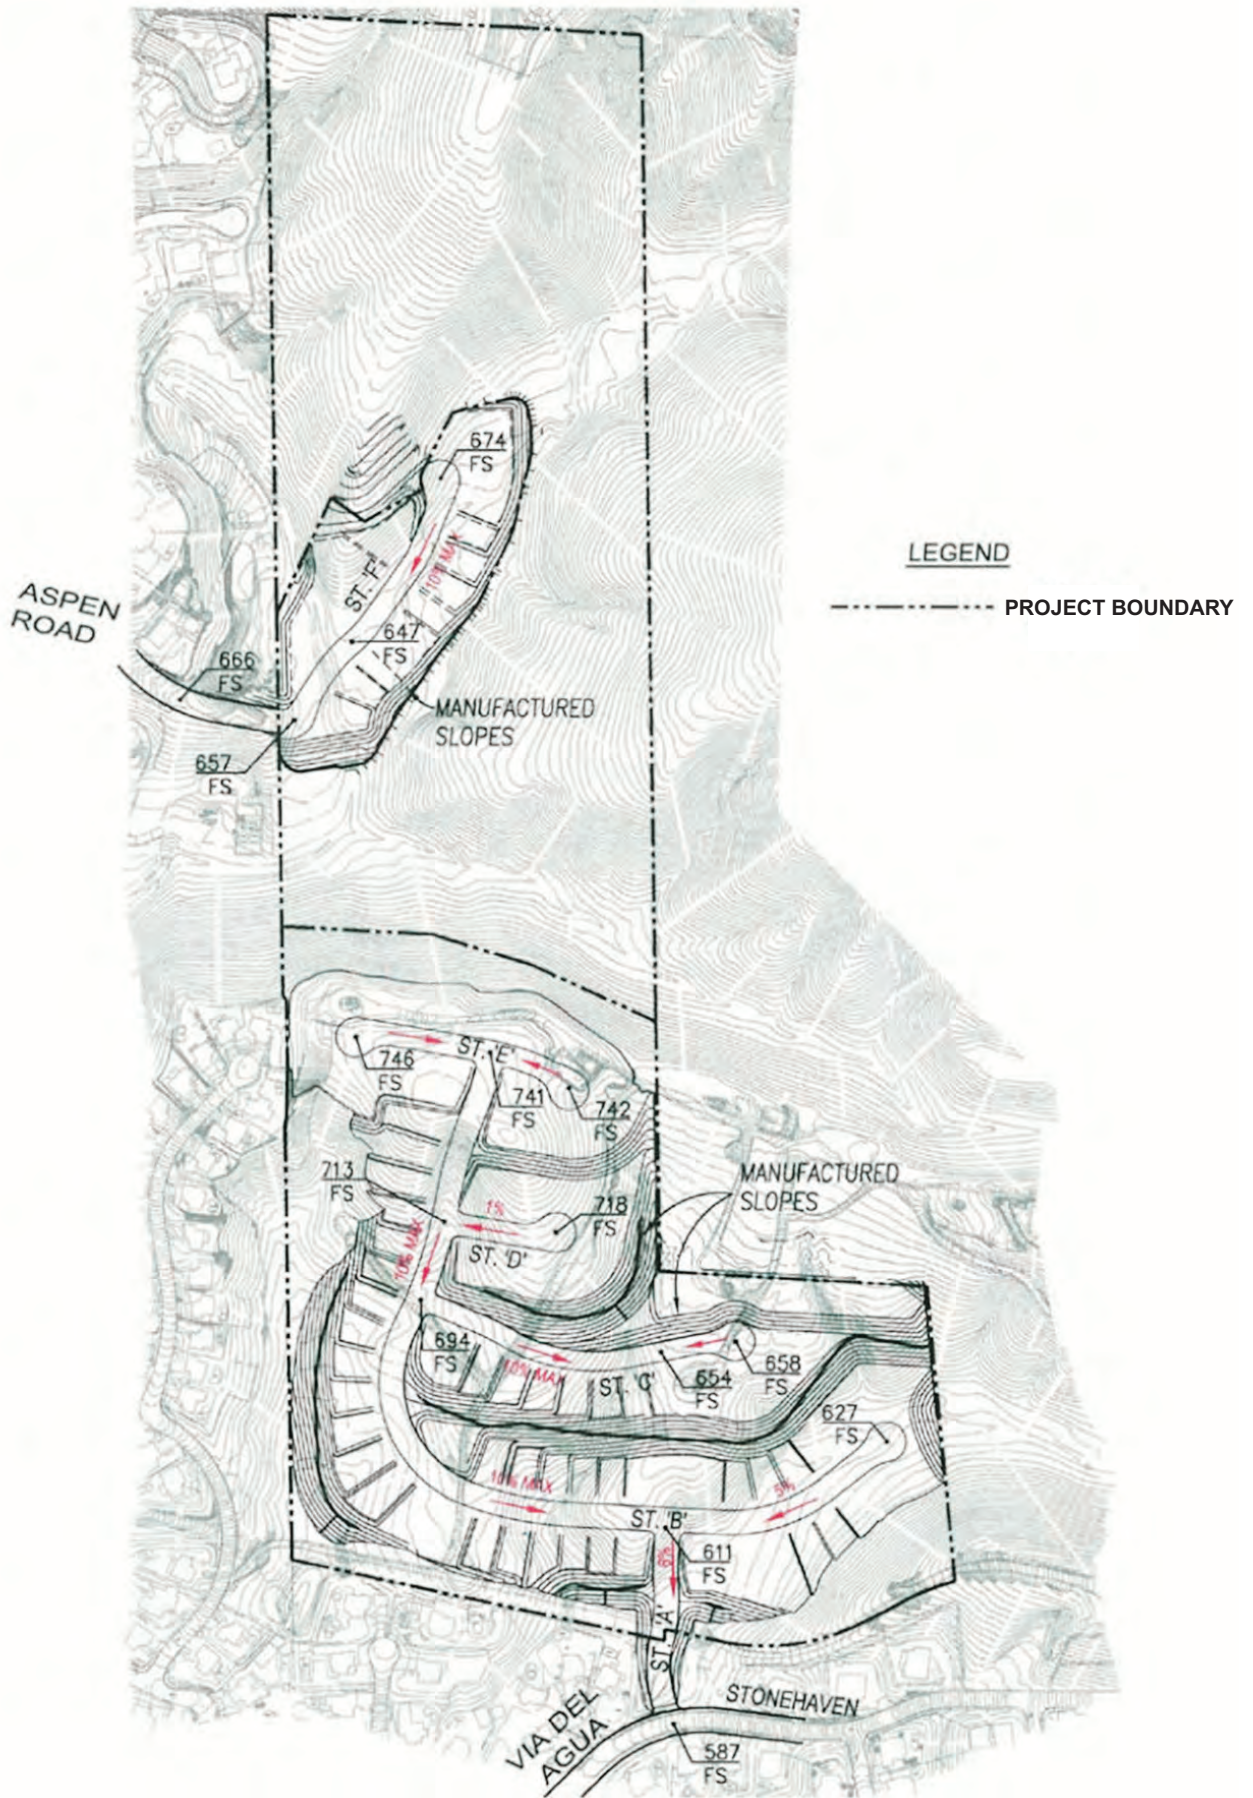 674
FS
10% MAX
ST. 'F'
LEGEND
PROJECT BOUNDARY
ASPEN
ROAD
647
FS
666
FS
MANUFACTURED
SLOPES
657
FS
ST. 'E'
746
FS
741
FS
742
FS
713
FS
MANUFACTURED
SLOPES
1%
718
FS
10% MAX
ST. 'D'
694
FS
10% MAX
ST. 'C'
654
FS
658
FS
627
FS
10% MAX
5%
ST. 'B'
6%
611
FS
ST. 'A'
STONEHAVEN
VIA DEL
AGUA
587
FS